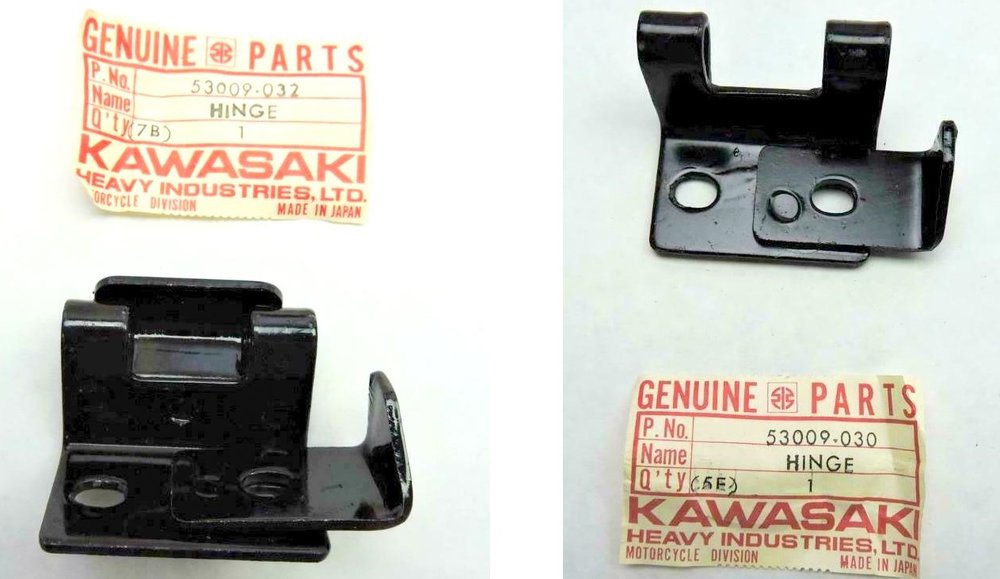 GENUINE PARTS
P. No. 53009-032
Name HINGE
Q'ty (7B) 1
KAWASAKI
HEAVY INDUSTRIES, LTD.
MOTORCYCLE DIVISION MADE IN JAPAN
GENUINE PARTS
P. No. 53009-030
Name HINGE
Q'ty (5E) 1
KAWASAKI
HEAVY INDUSTRIES, LTD.
MOTORCYCLE DIVISION MADE IN JAPAN